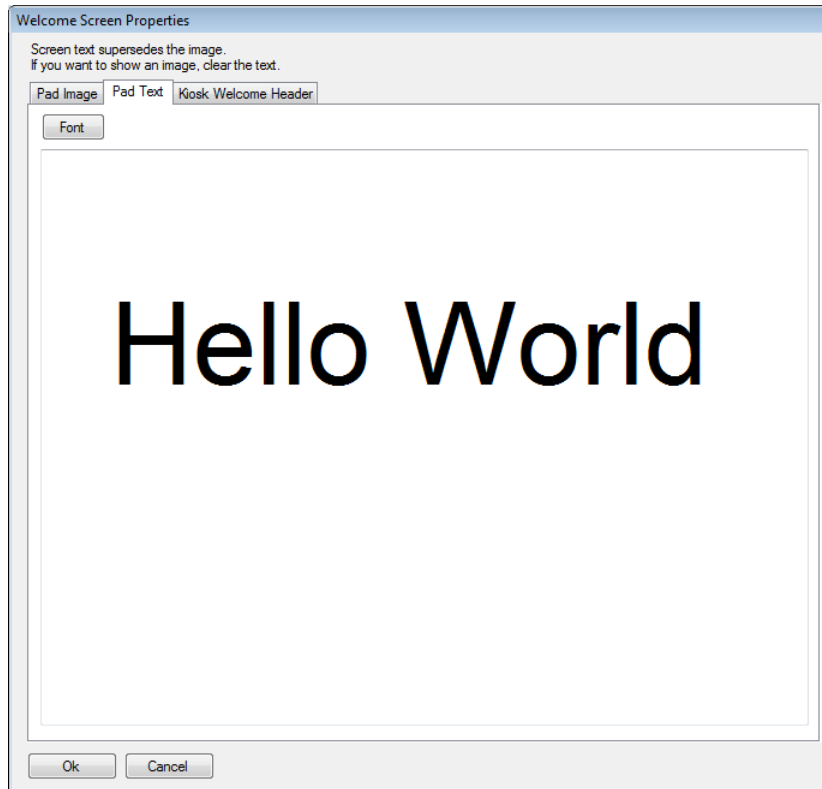 Welcome Screen Properties
Screen text supersedes the image.
If you want to show an image, clear the text.
Pad Image Pad Text Kiosk Welcome Header
Font
Hello World
Ok Cancel